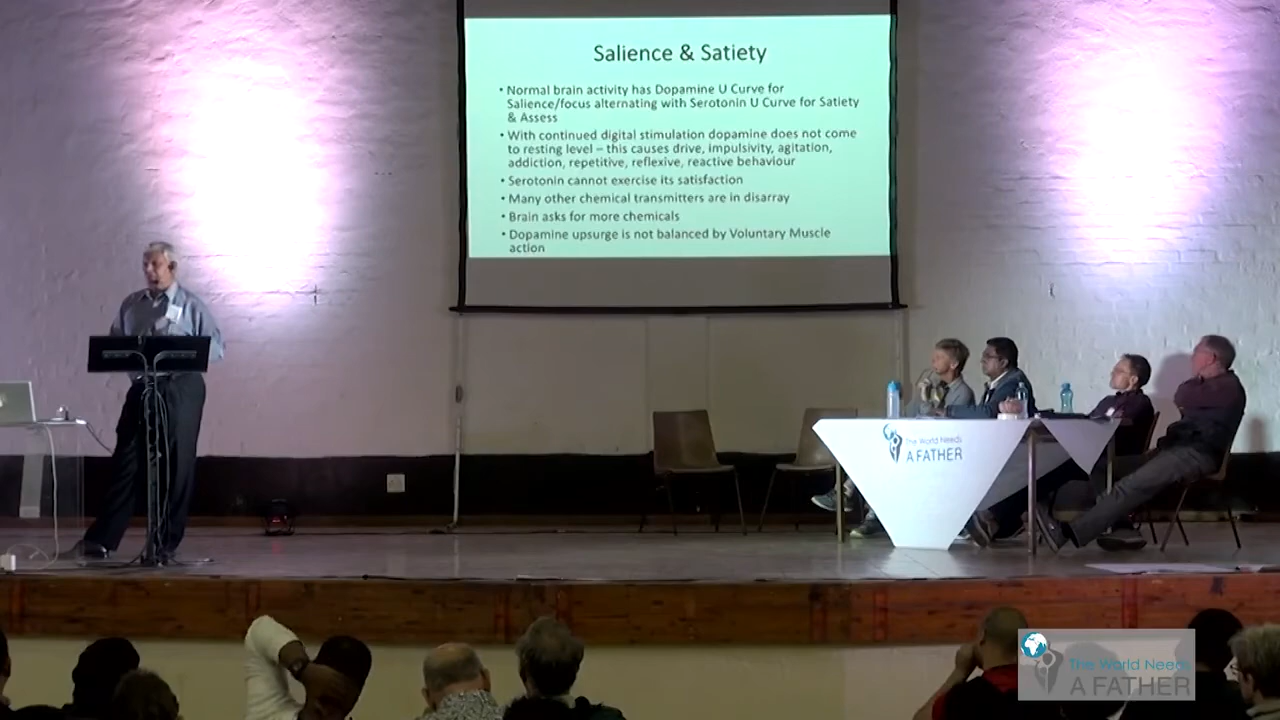 Salience & Satiety
• Normal brain activity has Dopamine U Curve for
Salience/focus alternating with Serotonin U Curve for Satiety
& Assess
• With continued digital stimulation dopamine does not come
to resting level – this causes drive, impulsivity, agitation,
addiction, repetitive, reflexive, reactive behaviour
• Serotonin cannot exercise its satisfaction
• Many other chemical transmitters are in disarray
• Brain asks for more chemicals
• Dopamine upsurge is not balanced by Voluntary Muscle
action
The World Needs
A FATHER
The World Needs
A FATHER